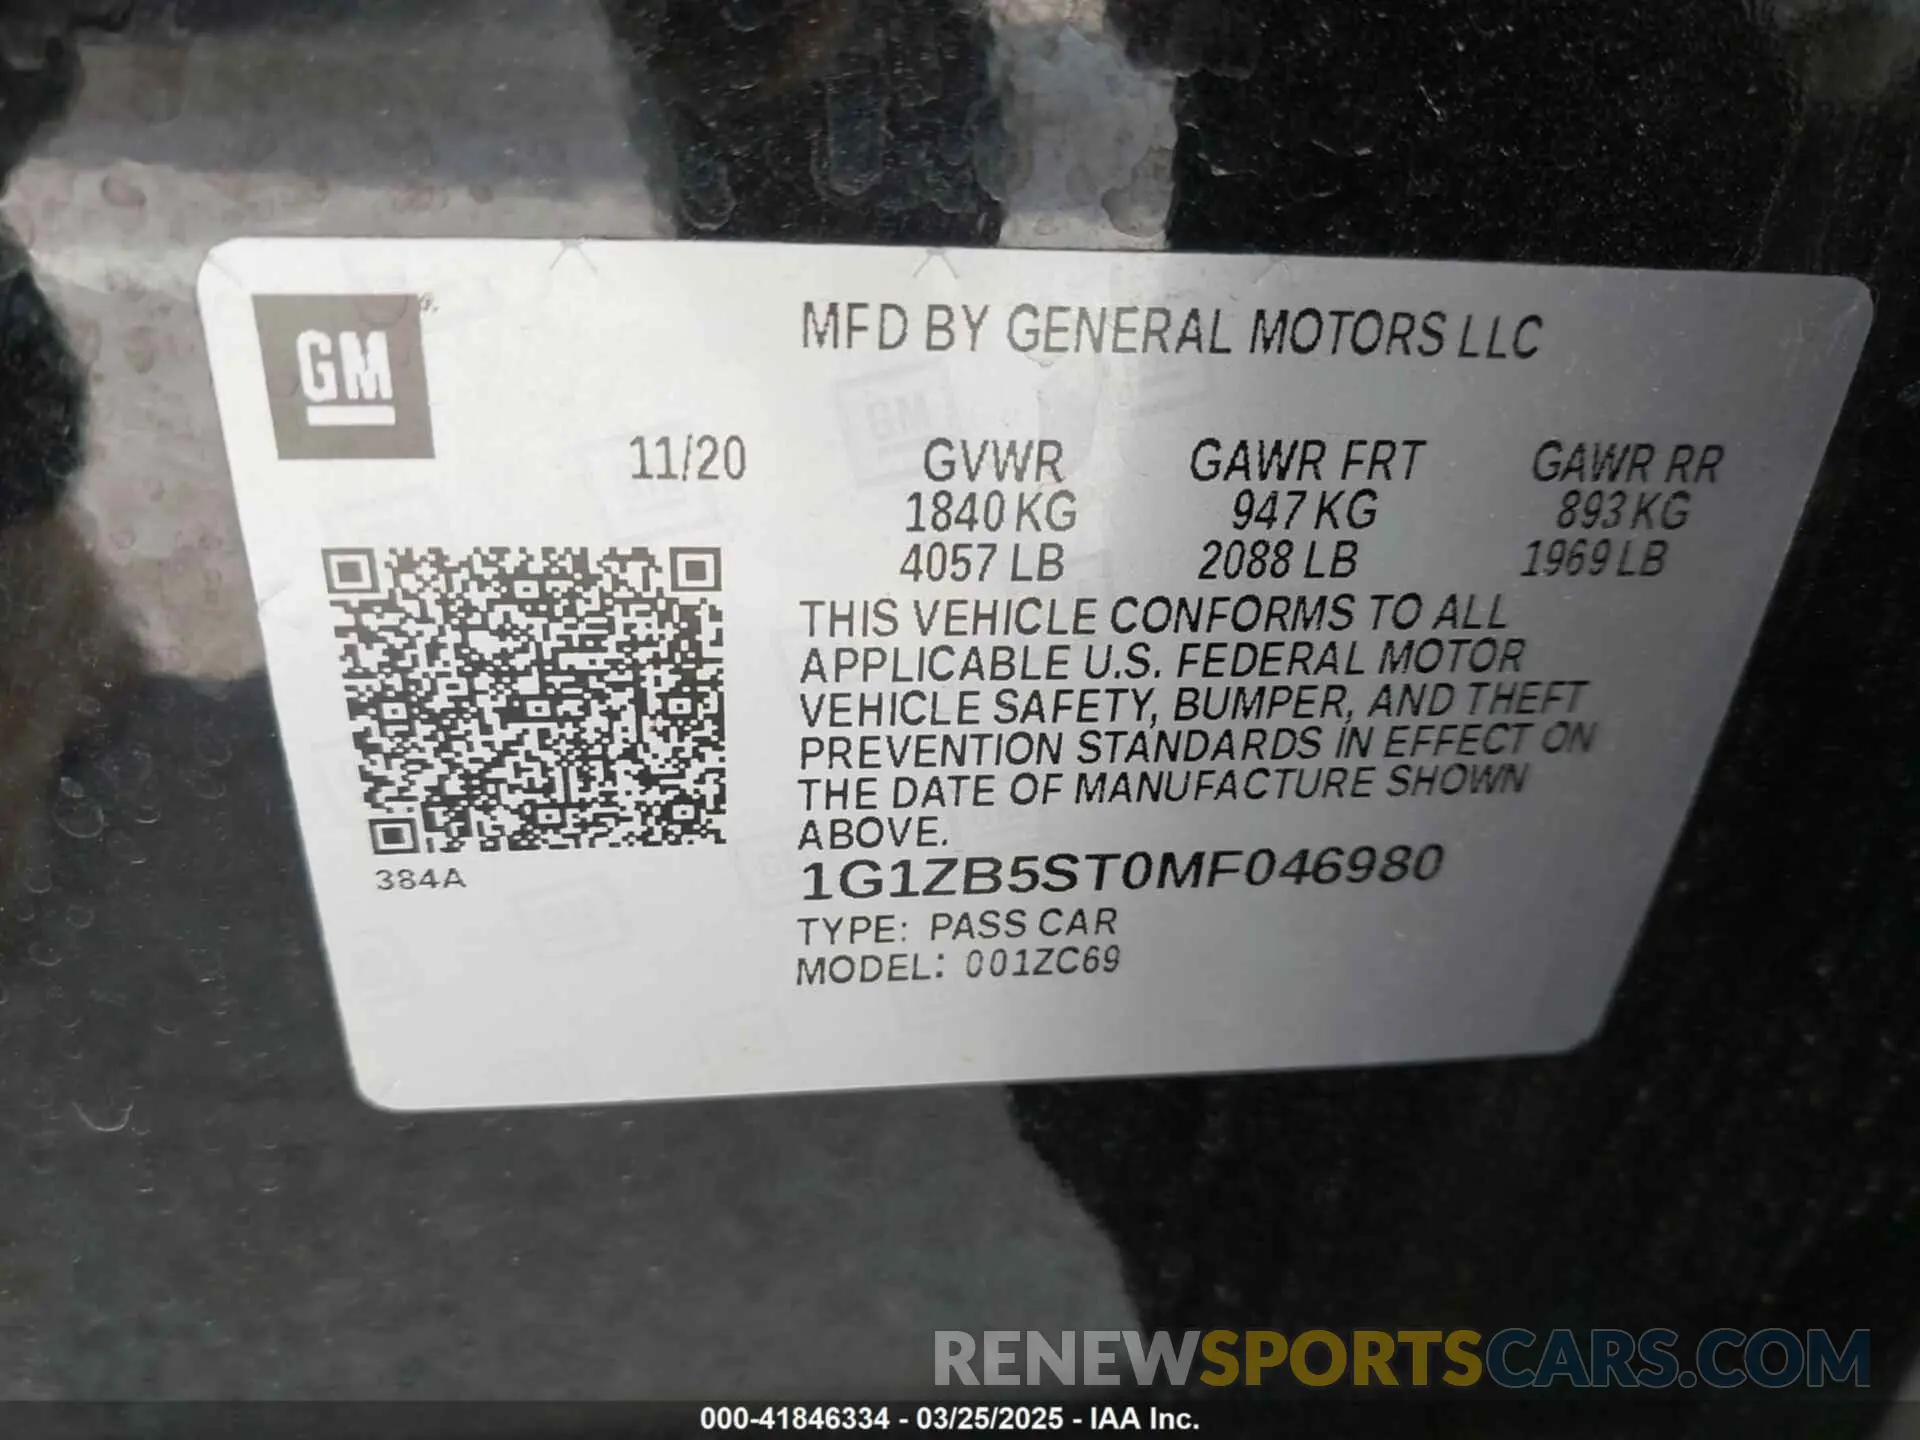 GM
MFD BY GENERAL MOTORS LLC
11/20
GVWR GAWR FRT GAWR RR
1840 KG 947 KG 893 KG
4057 LB 2088 LB 1969 LB
THIS VEHICLE CONFORMS TO ALL
APPLICABLE U.S. FEDERAL MOTOR
VEHICLE SAFETY, BUMPER, AND THEFT
PREVENTION STANDARDS IN EFFECT ON
THE DATE OF MANUFACTURE SHOWN
ABOVE.
384A
1G1ZB5ST0MF046980
TYPE: PASS CAR
MODEL: 001ZC69
RENEWSPORTSCARS.COM
000-41846334 - 03/25/2025 - IAA Inc.